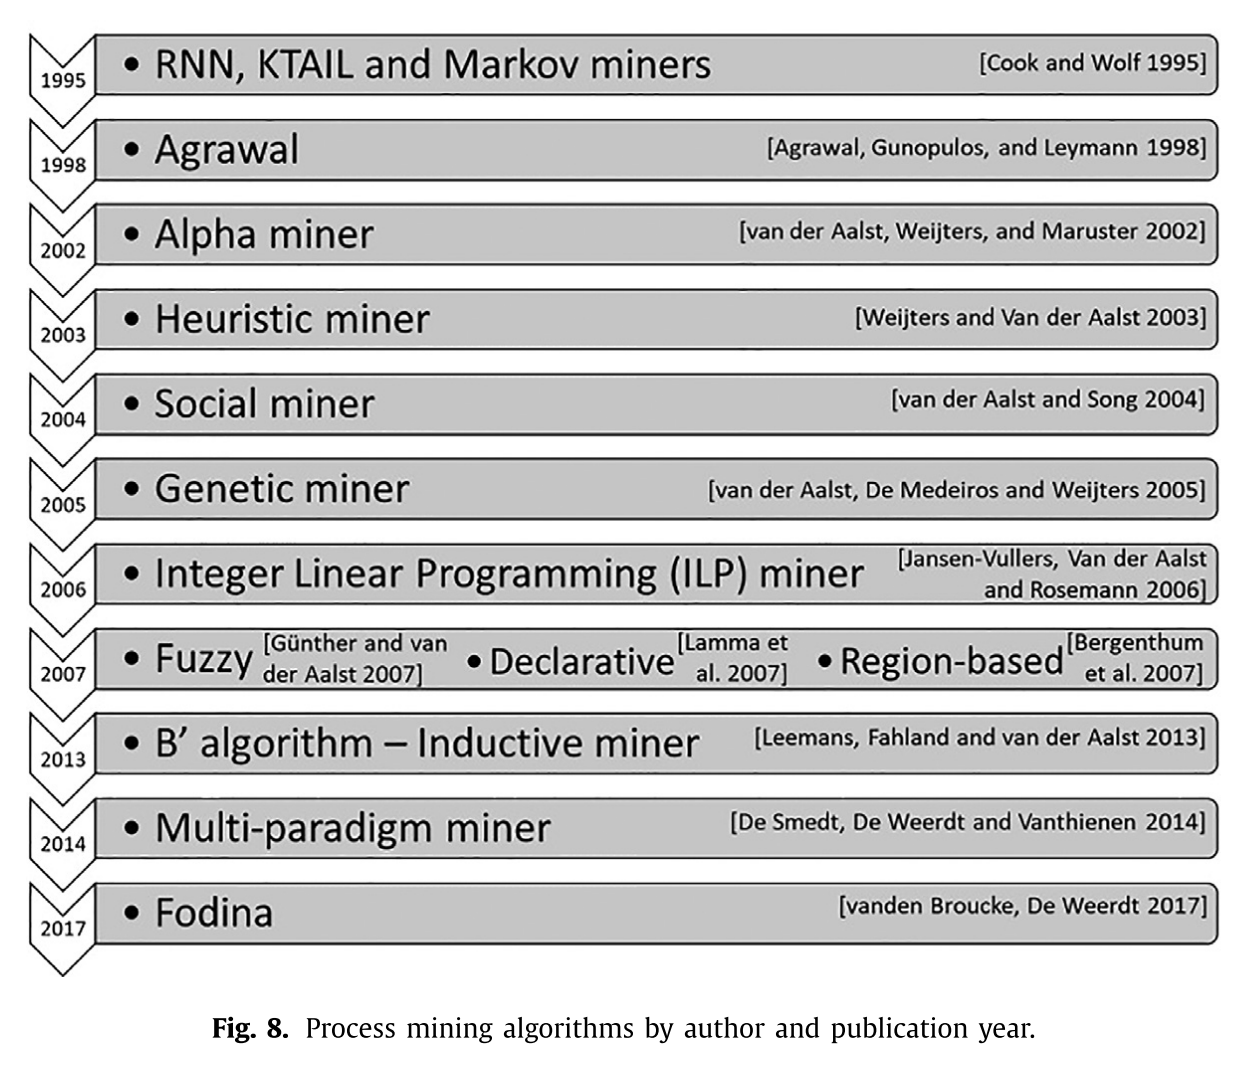 1995
• RNN, KTAIL and Markov miners [Cook and Wolf 1995]
1998
• Agrawal [Agrawal, Gunopulos, and Leymann 1998]
2002
• Alpha miner [van der Aalst, Weijters, and Maruster 2002]
2003
• Heuristic miner [Weijters and Van der Aalst 2003]
2004
• Social miner [van der Aalst and Song 2004]
2005
• Genetic miner [van der Aalst, De Medeiros and Weijters 2005]
2006
• Integer Linear Programming (ILP) miner
[Jansen-Vullers, Van der Aalst
and Rosemann 2006]
2007
• Fuzzy
[Günther and van
der Aalst 2007]
• Declarative
[Lamma et
al. 2007]
• Region-based
[Bergenthum
et al. 2007]
2013
• B’ algorithm – Inductive miner [Leemans, Fahland and van der Aalst 2013]
2014
• Multi-paradigm miner [De Smedt, De Weerdt and Vanthienen 2014]
2017
• Fodina [vanden Broucke, De Weerdt 2017]
Fig. 8. Process mining algorithms by author and publication year.